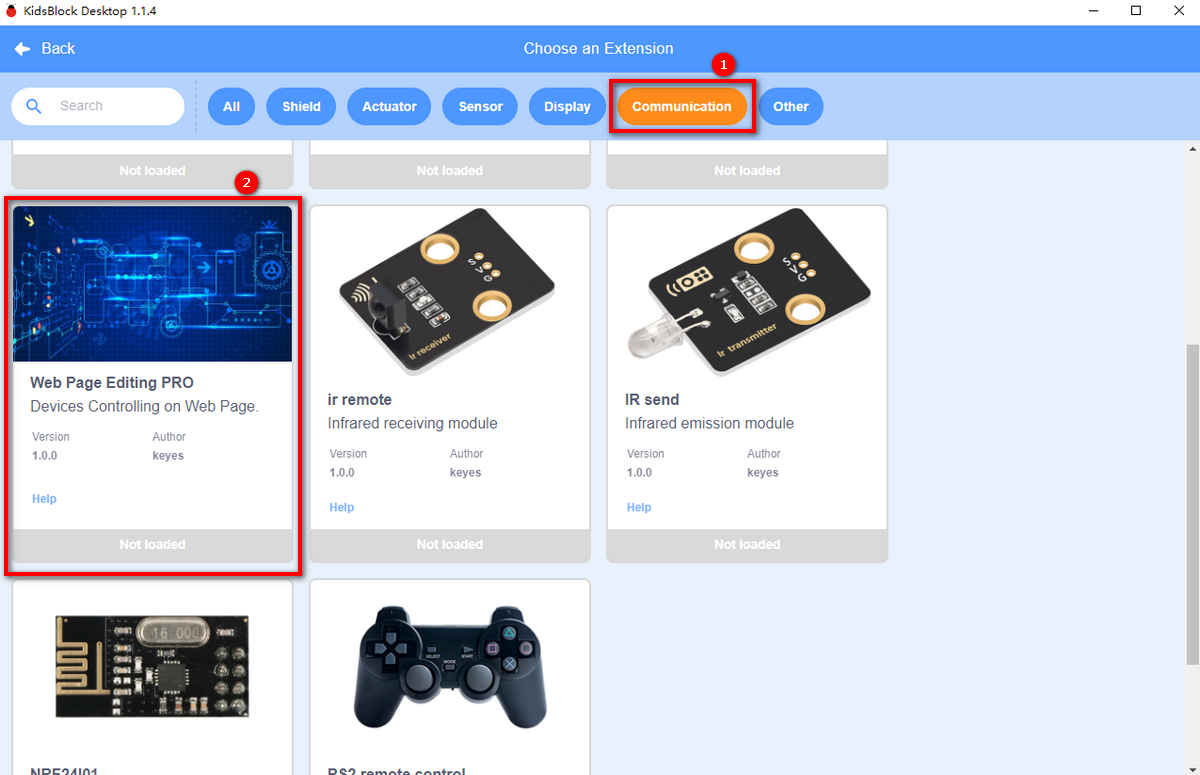 KidsBlock Desktop 1.1.4
Back
Choose an Extension
1
Search
All
Shield
Actuator
Sensor
Display
Communication
Other
Not loaded
Not loaded
Not loaded
2
S
V
G
Ir receiver
S
V
G
Ir transmitter
Web Page Editing PRO
Devices Controlling on Web Page.
Version
Author
1.0.0
keyes
Help
Not loaded
ir remote
Infrared receiving module
Version
Author
1.0.0
keyes
Help
Not loaded
IR send
Infrared emission module
Version
Author
1.0.0
keyes
Help
Not loaded
16 000
SELECT
START
MODE
NRF24l01
PS2 remote control